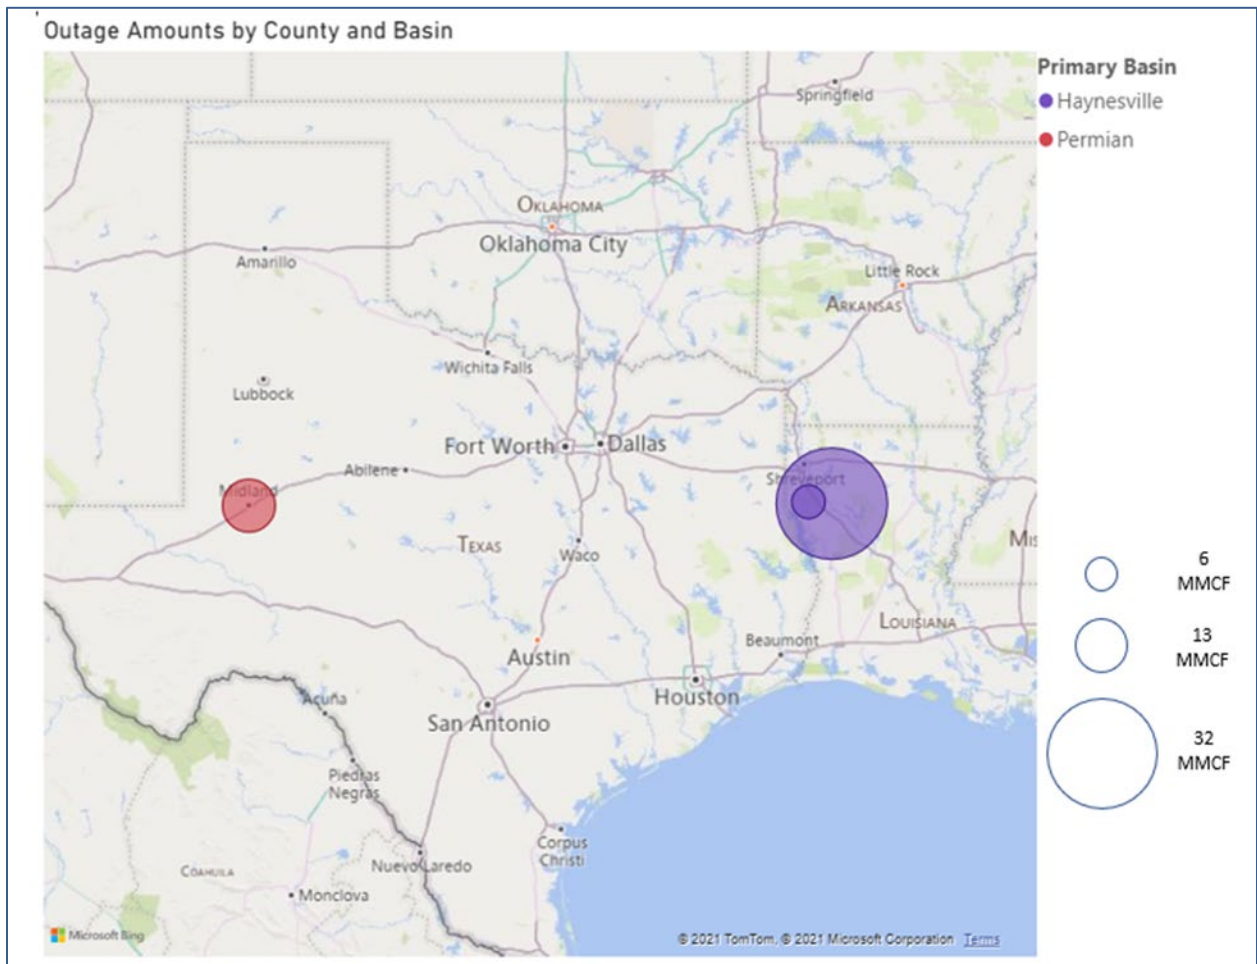 Outage Amounts by County and Basin
Primary Basin
Haynesville
Permian
Springfield
OKLAHOMA
Oklahoma City
Amarillo
Little Rock
ARKANSAS
Wichita Falls
Lubbock
Fort Worth
Dallas
Abilene
Shreveport
Midland
TEXAS
Waco
MIS
6
MMCF
LOUISIANA
13
MMCF
Beaumont
Austin
Houston
Acuña
San Antonio
32
MMCF
Piedras
Negras
Corpus
Christi
Nuevo Laredo
COAHUILA
Monclova
Microsoft Bing
© 2021 TomTom, © 2021 Microsoft Corporation Terms